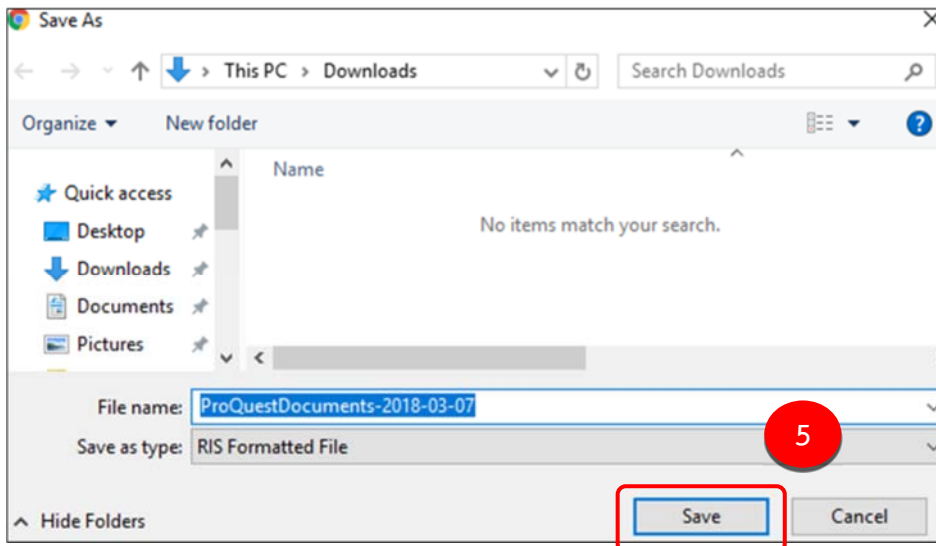 Save As
This PC > Downloads
Search Downloads
Organize
New folder
Quick access
Desktop
Downloads
Documents
Pictures
Name
No items match your search.
File name: ProQuestDocuments-2018-03-07
Save as type: RIS Formatted File
5
Hide Folders
Save
Cancel